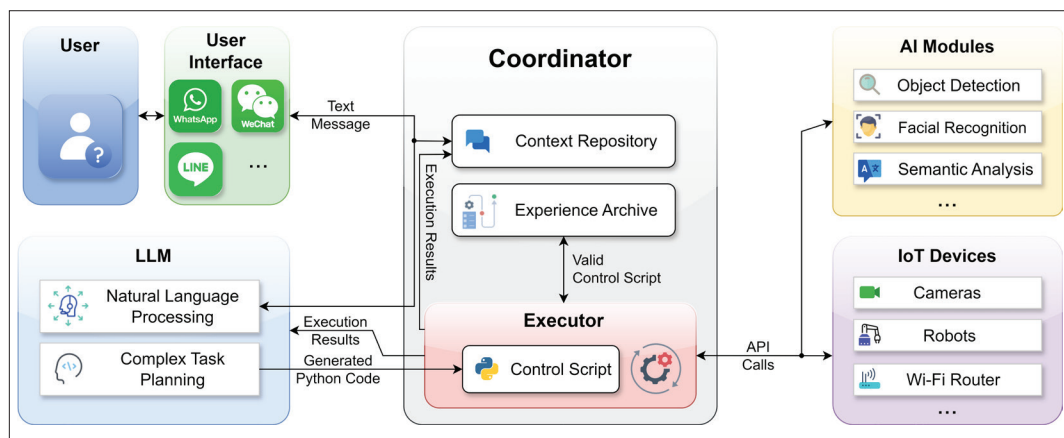 User
User
Interface
WhatsApp
WeChat
LINE
...
Text
Message
Coordinator
Context Repository
Experience Archive
Execution Results
Valid
Control Script
Executor
Control Script
LLM
Natural Language
Processing
Complex Task
Planning
Execution
Results
Generated
Python Code
API
Calls
AI Modules
Object Detection
Facial Recognition
A
文
Semantic Analysis
...
IoT Devices
Cameras
Robots
Wi-Fi Router
...
?